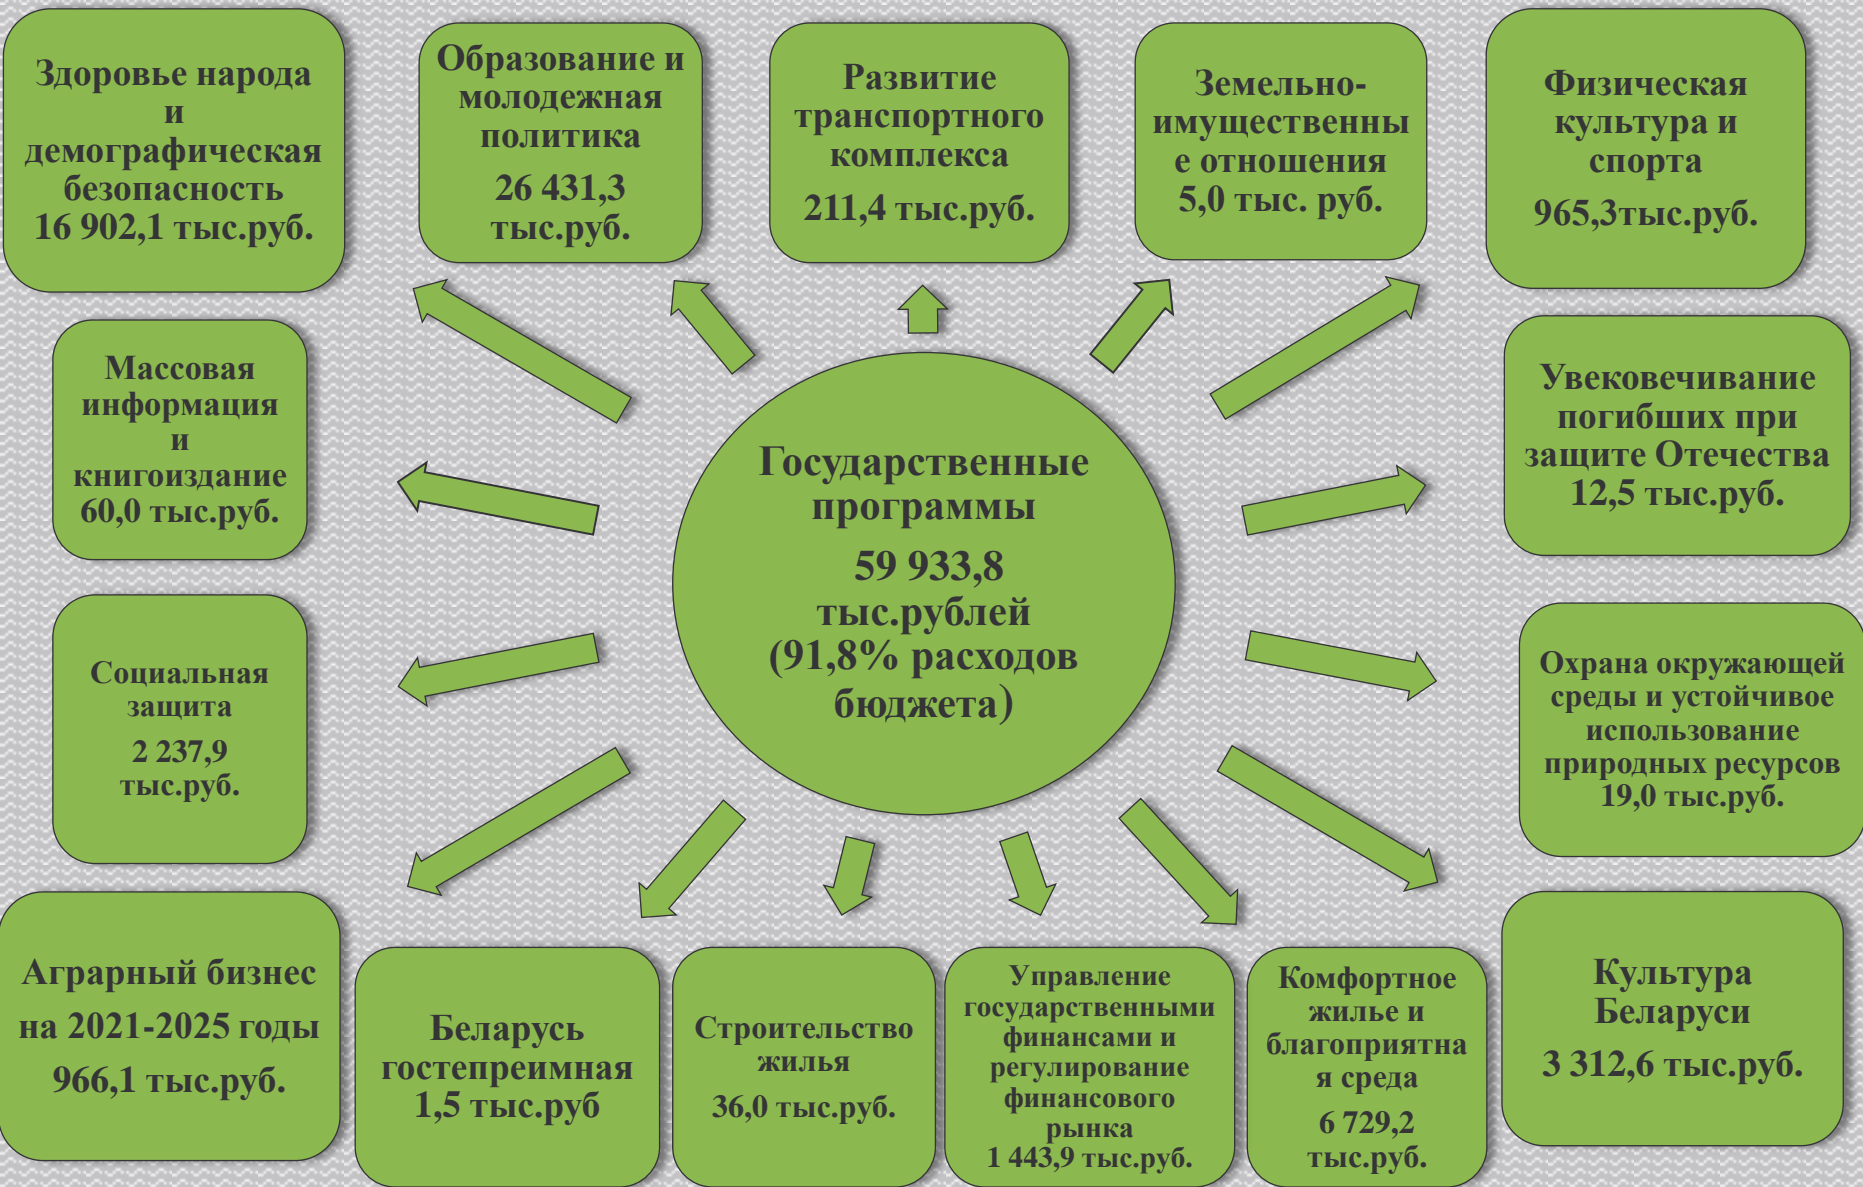 Здоровье народа
и
демографическая
безопасность
16 902,1 тыс.руб.
Образование и
молодежная
политика
26 431,3
тыс.руб.
Развитие
транспортного
комплекса
211,4 тыс.руб.
Земельно-
имущественны
е отношения
5,0 тыс. руб.
Физическая
культура и
спорта
965,3тыс.руб.
Массовая
информация
и
книгоиздание
60,0 тыс.руб.
Государственные
программы
59 933,8
тыс.рублей
(91,8% расходов
бюджета)
Увековечивание
погибших при
защите Отечества
12,5 тыс.руб.
Социальная
защита
2 237,9
тыс.руб.
Охрана окружающей
среды и устойчивое
использование
природных ресурсов
19,0 тыс.руб.
Аграрный бизнес
на 2021-2025 годы
966,1 тыс.руб.
Беларусь
гостепреимная
1,5 тыс.руб
Строительство
жилья
36,0 тыс.руб.
Управление
государственными
финансами и
регулирование
финансового
рынка
1 443,9 тыс.руб.
Комфортное
жилье и
благоприятна
я среда
6 729,2
тыс.руб.
Культура
Беларуси
3 312,6 тыс.руб.